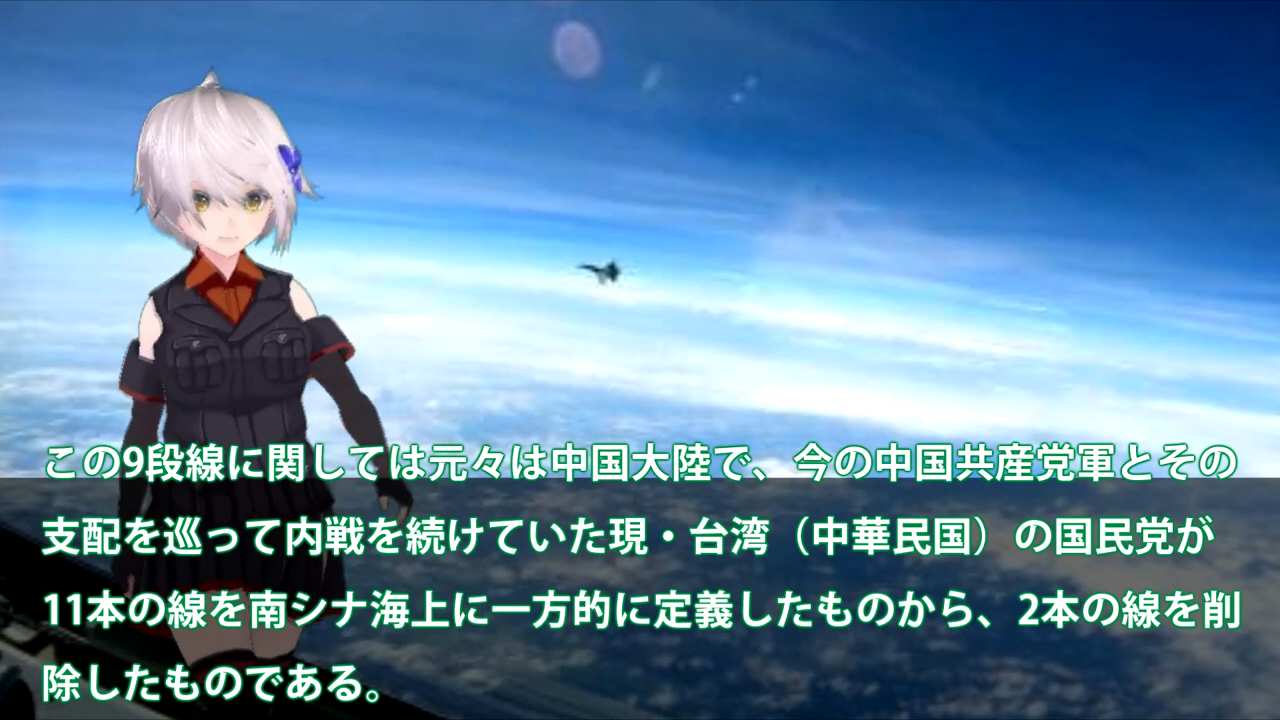 この9段線に関しては元々は中国大陸で、今の中国共産党軍とその
支配を巡って内戦を続けていた現・台湾（中華民国）の国民党が
11本の線を南シナ海上に一方的に定義したものから、2本の線を削
除したものである。